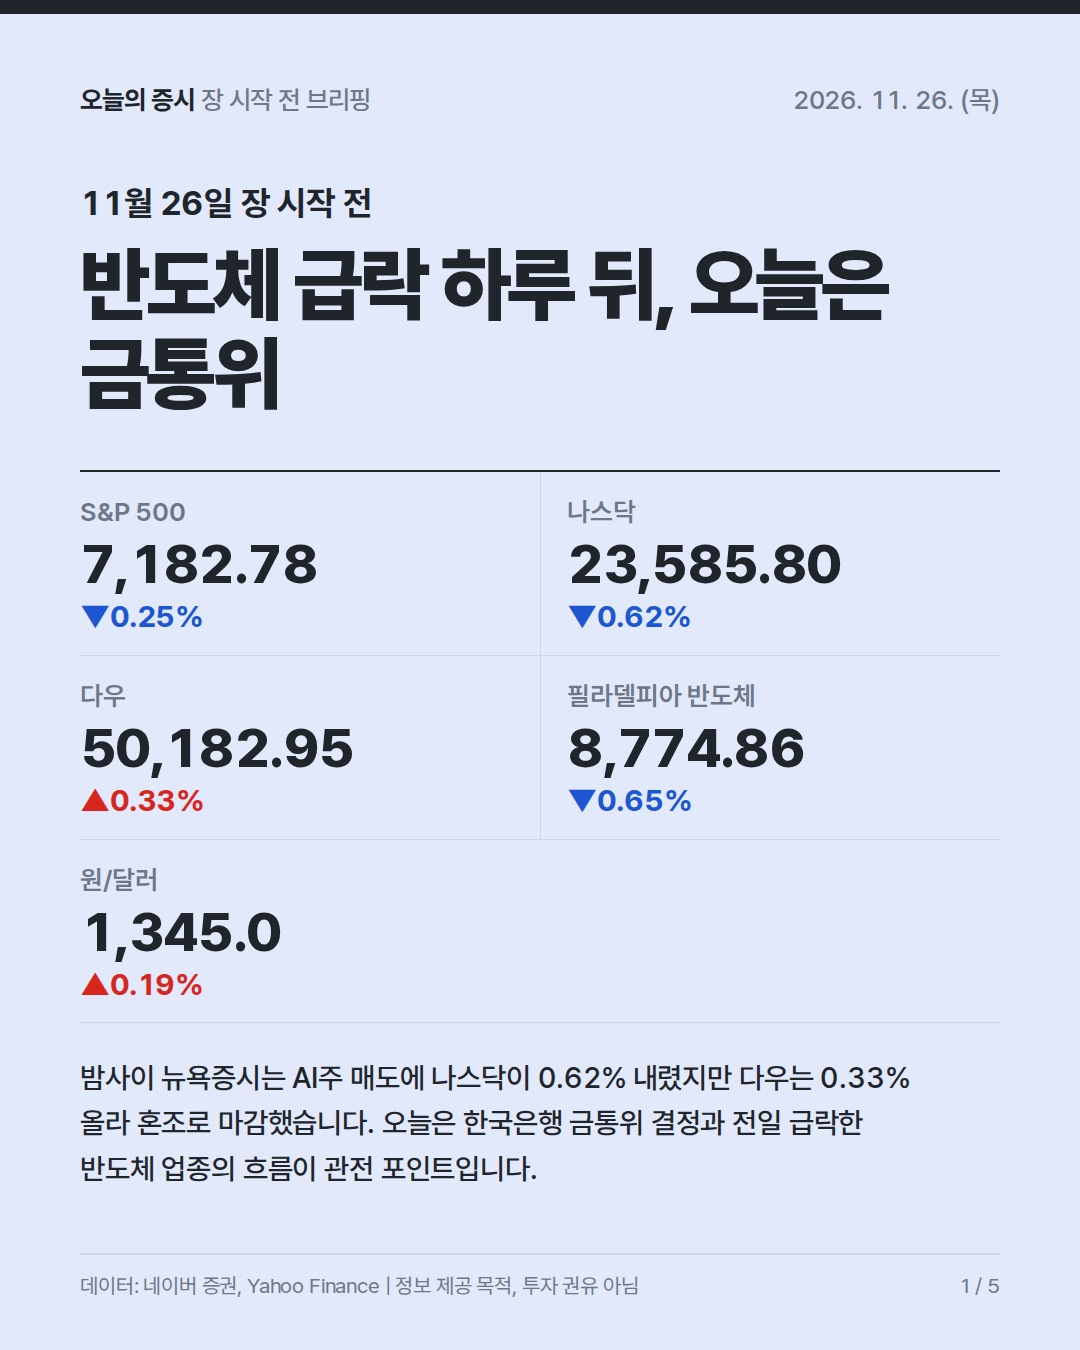 오늘의 증시 장 시작 전 브리핑
2026. 11. 26. (목)
11월 26일 장 시작 전
반도체 급락 하루 뒤, 오늘은
금통위
S&P 500
7,182.78
▼0.25%
나스닥
23,585.80
▼0.62%
다우
50,182.95
▲0.33%
필라델피아 반도체
8,774.86
▼0.65%
원/달러
1,345.0
▲0.19%
밤사이 뉴욕증시는 AI주 매도에 나스닥이 0.62% 내렸지만 다우는 0.33%
올라 혼조로 마감했습니다. 오늘은 한국은행 금통위 결정과 전일 급락한
반도체 업종의 흐름이 관전 포인트입니다.
데이터: 네이버 증권, Yahoo Finance | 정보 제공 목적, 투자 권유 아님
1 / 5